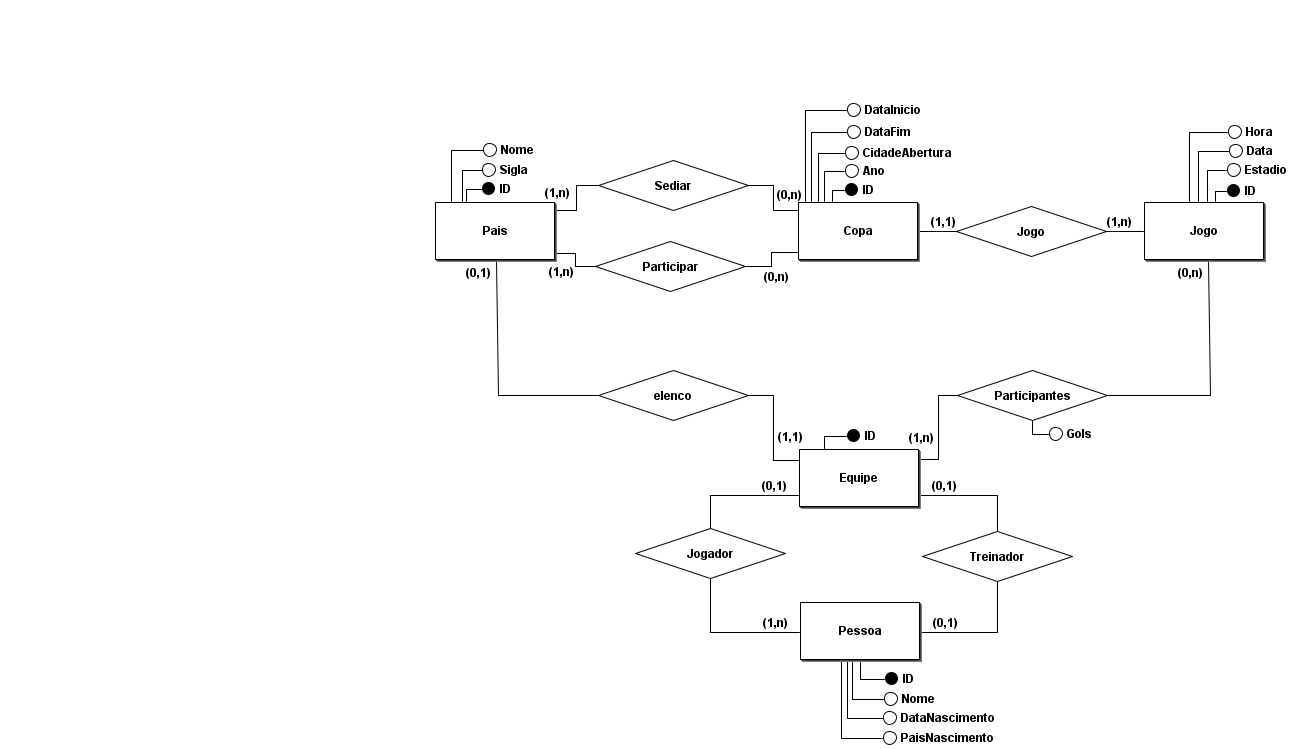 DataInicio
DataFim
CidadeAbertura
Ano
ID
Hora
Data
Estadio
ID
Nome
Sigla
ID
(1,n)
Sediar
(0,n)
Pais
Copa
(1,1)
Jogo
(1,n)
Jogo
(0,1)
(1,n)
Participar
(0,n)
(0,n)
elenco
Participantes
Gols
(1,1)
ID
(1,n)
Equipe
(0,1)
(0,1)
Jogador
Treinador
(1,n)
Pessoa
(0,1)
ID
Nome
DataNascimento
PaisNascimento